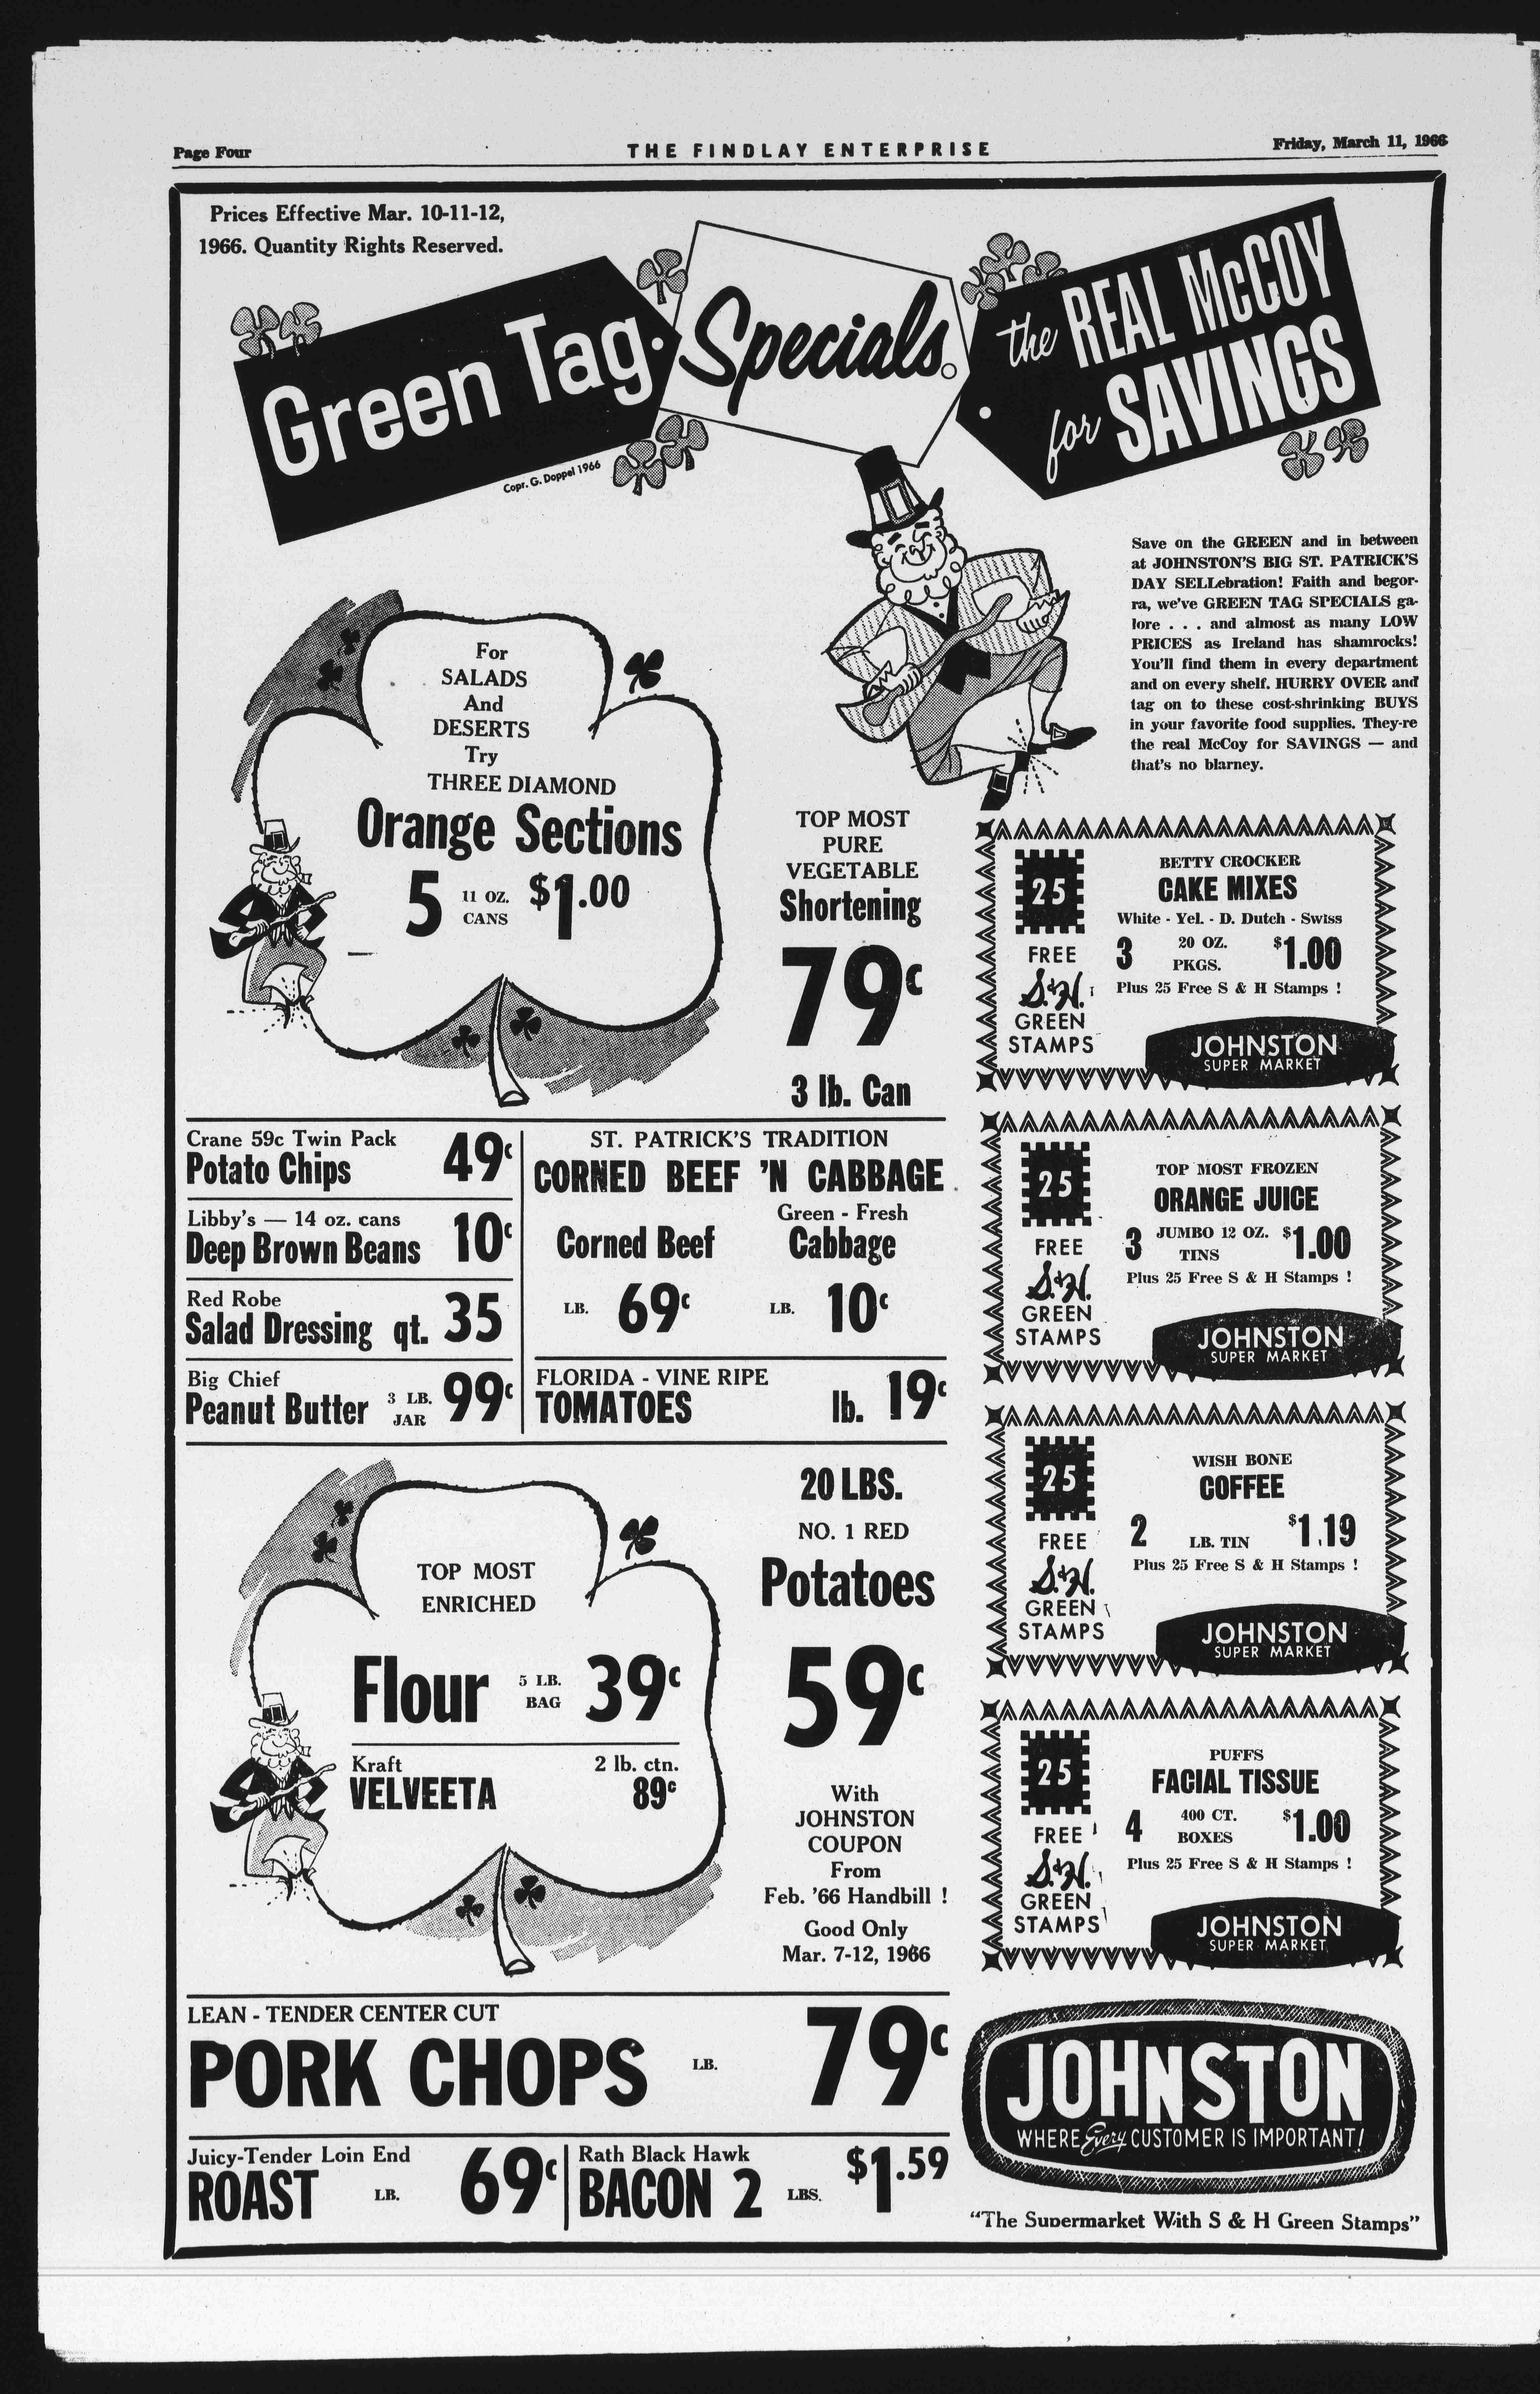 Page Four
THE FINDLAY ENTERPRISE
Friday, March 11, 1966
Prices Effective Mar. 10-11-12,
1966. Quantity Rights Reserved.
Green Tag
Specials
the REAL McCOY
for SAVINGS
Copr. G. Doppel 1966
Save on the GREEN and in between
at JOHNSTON'S BIG ST. PATRICK'S
DAY SELLebration! Faith and begor-
ra, we've GREEN TAG SPECIALS ga-
lore . . . and almost as many LOW
PRICES as Ireland has shamrocks!
You'll find them in every department
and on every shelf. HURRY OVER and
tag on to these cost-shrinking BUYS
in your favorite food supplies. They-re
the real McCoy for SAVINGS — and
that's no blarney.
For
SALADS
And
DESERTS
Try
THREE DIAMOND
Orange Sections
5 11 OZ. CANS $1.00
TOP MOST
PURE
VEGETABLE
Shortening
79c
3 lb. Can
25
FREE
S.&H.
GREEN
STAMPS
BETTY CROCKER
CAKE MIXES
White - Yel. - D. Dutch - Swiss
3 20 OZ. PKGS. $1.00
Plus 25 Free S & H Stamps !
JOHNSTON
SUPER MARKET
Crane 59c Twin Pack
Potato Chips 49c
Libby's — 14 oz. cans
Deep Brown Beans 10c
Red Robe
Salad Dressing qt. 35
Big Chief
Peanut Butter 3 LB. JAR 99c
ST. PATRICK'S TRADITION
CORNED BEEF 'N CABBAGE
Corned Beef
LB. 69c
Green - Fresh
Cabbage
LB. 10c
FLORIDA - VINE RIPE
TOMATOES lb. 19c
25
FREE
S.&H.
GREEN
STAMPS
TOP MOST FROZEN
ORANGE JUICE
3 JUMBO 12 OZ. TINS $1.00
Plus 25 Free S & H Stamps !
JOHNSTON
SUPER MARKET
TOP MOST
ENRICHED
Flour 5 LB. BAG 39c
Kraft 2 lb. ctn.
VELVEETA 89c
20 LBS.
NO. 1 RED
Potatoes
59c
With
JOHNSTON
COUPON
From
Feb. '66 Handbill !
Good Only
Mar. 7-12, 1966
25
FREE
S.&H.
GREEN
STAMPS
WISH BONE
COFFEE
2 LB. TIN $1.19
Plus 25 Free S & H Stamps !
JOHNSTON
SUPER MARKET
25
FREE
S.&H.
GREEN
STAMPS
PUFFS
FACIAL TISSUE
4 400 CT. BOXES $1.00
Plus 25 Free S & H Stamps !
JOHNSTON
SUPER MARKET
LEAN - TENDER CENTER CUT
PORK CHOPS LB. 79c
Juicy-Tender Loin End
ROAST LB. 69c
Rath Black Hawk
BACON 2 LBS. $1.59
JOHNSTON
WHERE Every CUSTOMER IS IMPORTANT!
"The Supermarket With S & H Green Stamps"